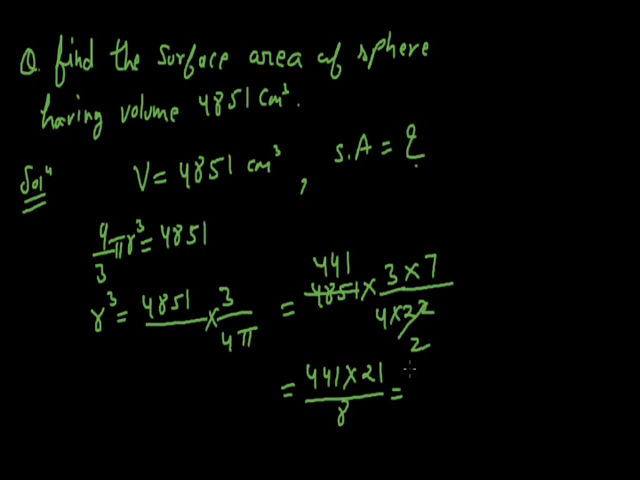 Q. find the surface area of sphere
having volume 4851 cm³.
Solⁿ V = 4851 cm³ , S.A = ?
4/3 πr³ = 4851
r³ = 4851 × 3/4π = 441 4851 × 3×7/4×22 2
= 441×21/8 =